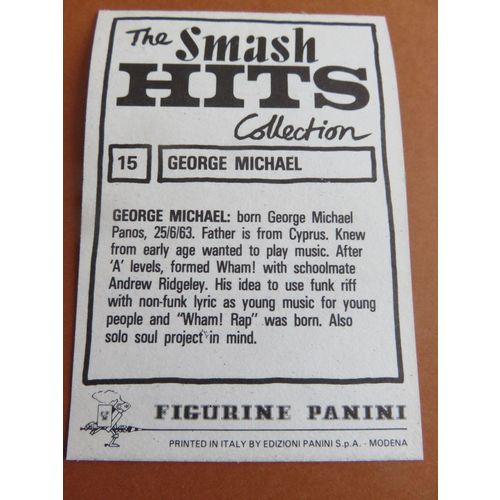 The Smash
HITS
Collection
15 GEORGE MICHAEL
GEORGE MICHAEL: born George Michael
Panos, 25/6/63. Father is from Cyprus. Knew
from early age wanted to play music. After
'A' levels, formed Wham! with schoolmate
Andrew Ridgeley. His idea to use funk riff
with non-funk lyric as young music for young
people and "Wham! Rap" was born. Also
solo soul project in mind.
FIGURINE PANINI
PRINTED IN ITALY BY EDIZIONI PANINI S.p.A. - MODENA